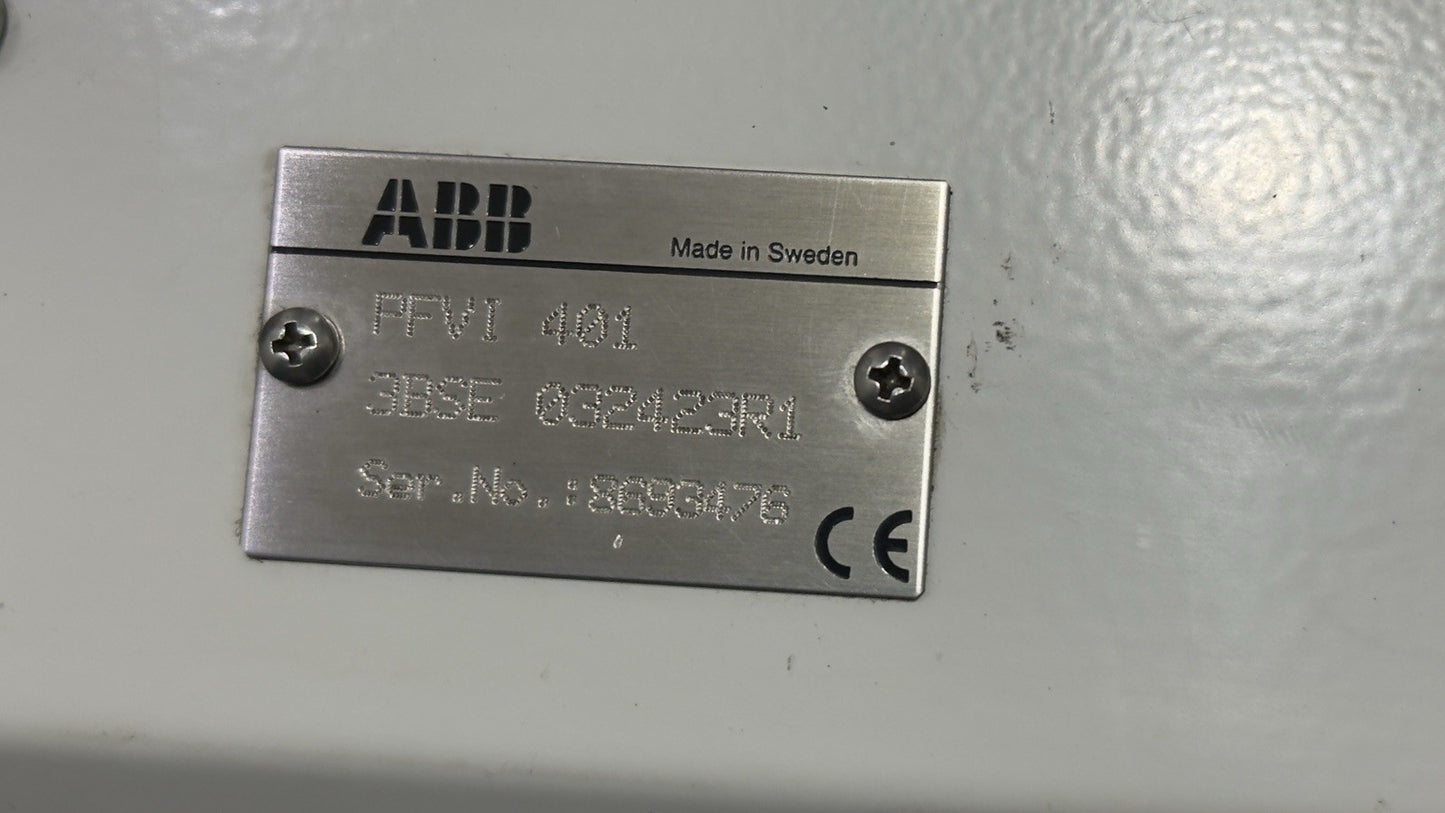 ABB
Made in Sweden
PFVI 401
3BSE 032423R1
Ser.No.:8693476
CE